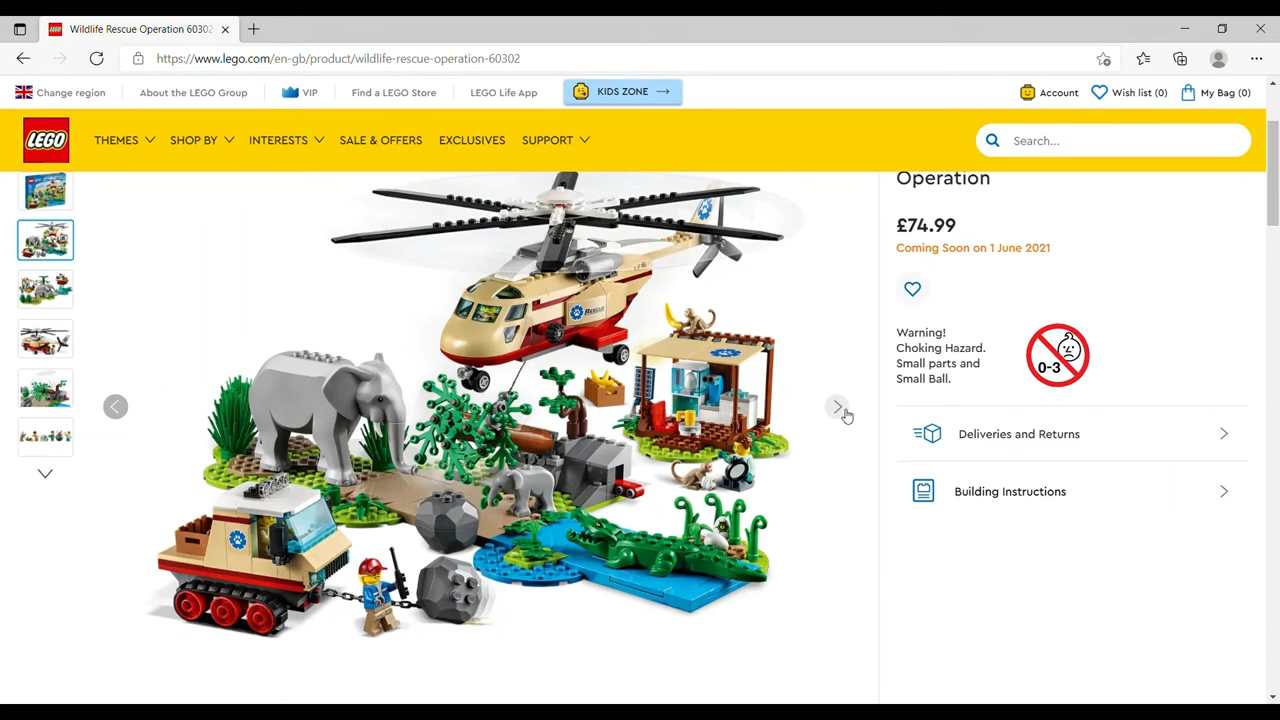 Wildlife Rescue Operation 60302
https://www.lego.com/en-gb/product/wildlife-rescue-operation-60302
Change region
About the LEGO Group
VIP
Find a LEGO Store
LEGO Life App
KIDS ZONE
Account
Wish list (0)
My Bag (0)
LEGO
THEMES
SHOP BY
INTERESTS
SALE & OFFERS
EXCLUSIVES
SUPPORT
Search...
Operation
£74.99
Coming Soon on 1 June 2021
RESCUE
Warning!
Choking Hazard.
Small parts and
Small Ball.
0-3
Deliveries and Returns
Building Instructions